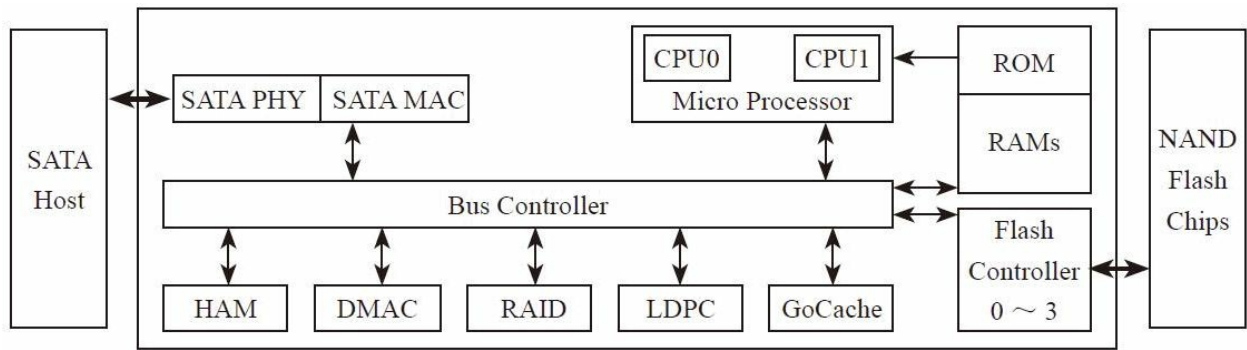 SATA
Host
SATA PHY
SATA MAC
CPU0
CPU1
Micro Processor
ROM
RAMs
Bus Controller
HAM
DMAC
RAID
LDPC
GoCache
Flash
Controller
0～3
NAND
Flash
Chips